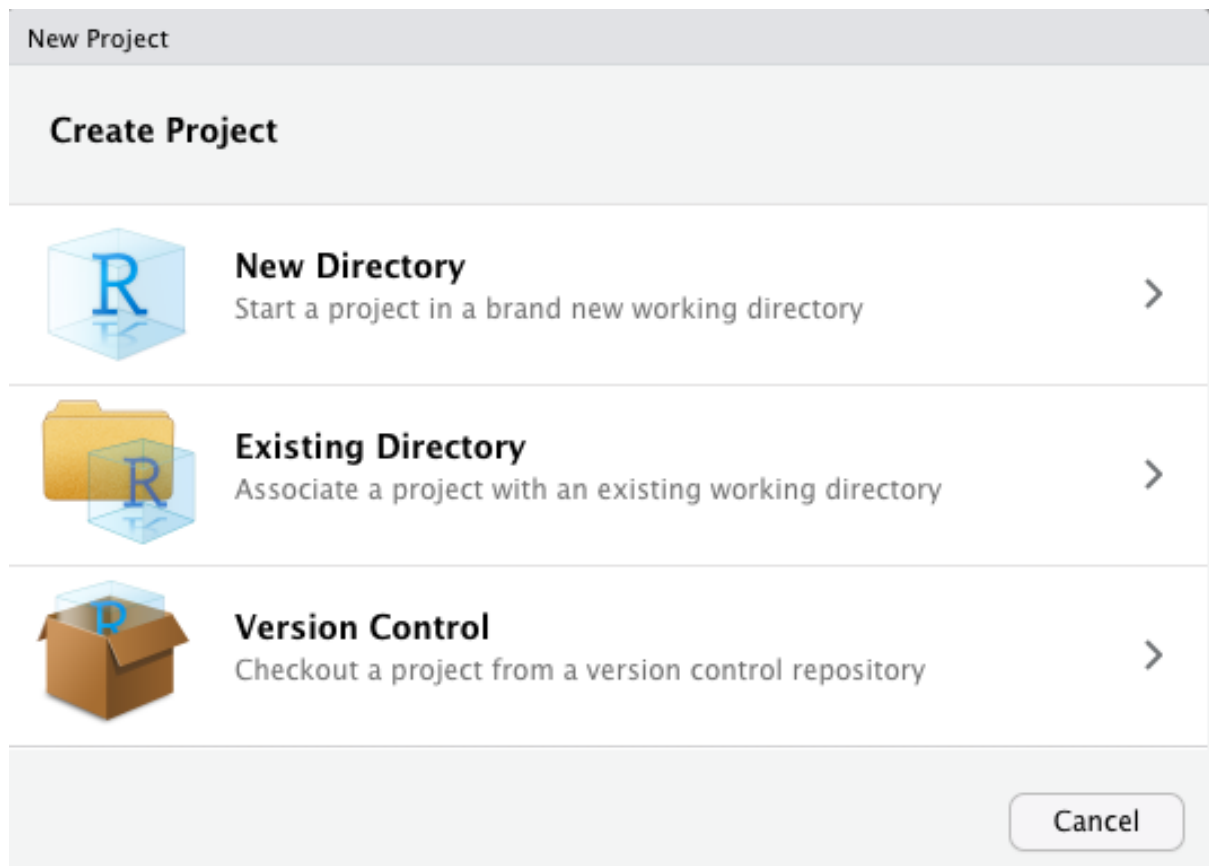 New Project
Create Project
R
New Directory
Start a project in a brand new working directory
R
Existing Directory
Associate a project with an existing working directory
R
Version Control
Checkout a project from a version control repository
Cancel